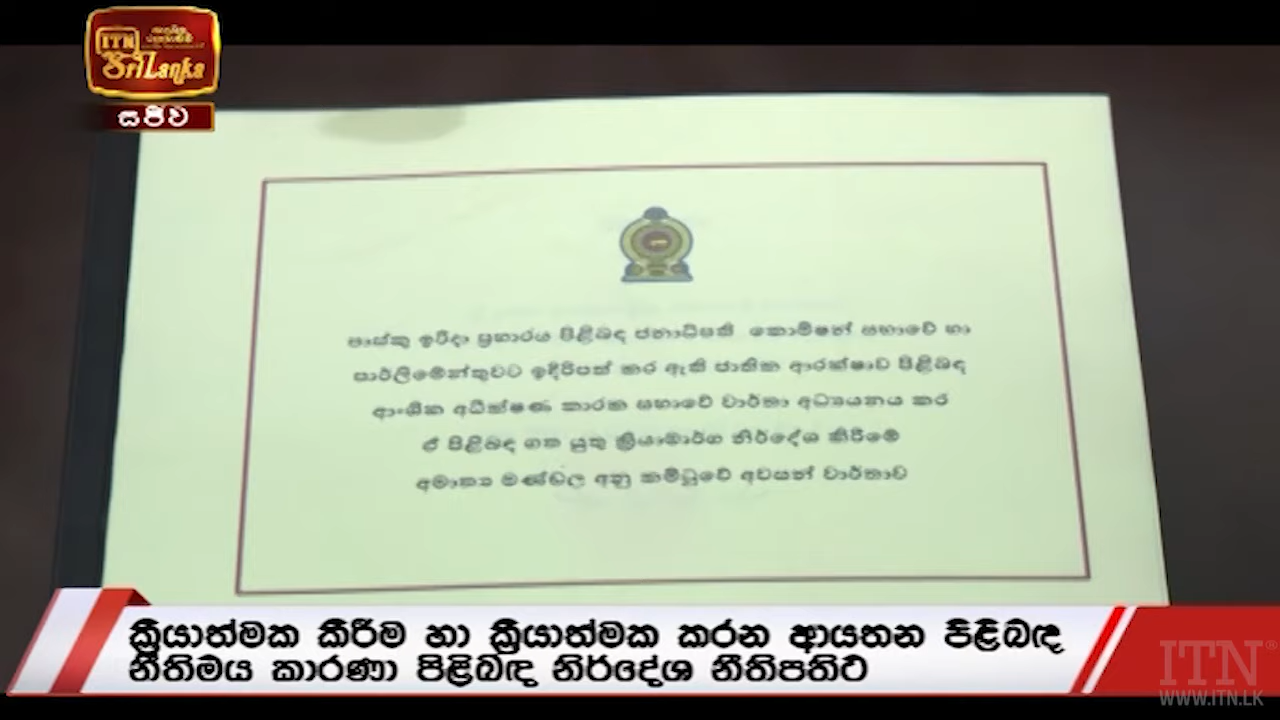 ITN
Sri Lanka
සජීව
පාස්කු ඉරිදා ප්‍රහාරය පිළිබඳ ජනාධිපති කොමිෂන් සභාවේ හා
පාර්ලිමේන්තුවට ඉදිරිපත් කර ඇති ජාතික ආරක්ෂාව පිළිබඳ
ආංශික අධීක්ෂණ කාරක සභාවේ වාර්තා අධ්‍යයනය කර
ඒ පිළිබඳ ගත යුතු ක්‍රියාමාර්ග නිර්දේශ කිරීමේ
අමාත්‍ය මණ්ඩල අනු කමිටුවේ අවසන් වාර්තාව
ක්‍රියාත්මක කිරීම හා ක්‍රියාත්මක කරන ආයතන පිළිබඳ
නීතිමය කාරණා පිළිබඳ නිර්දේශ නීතිපතිට
ITN®
WWW.ITN.LK